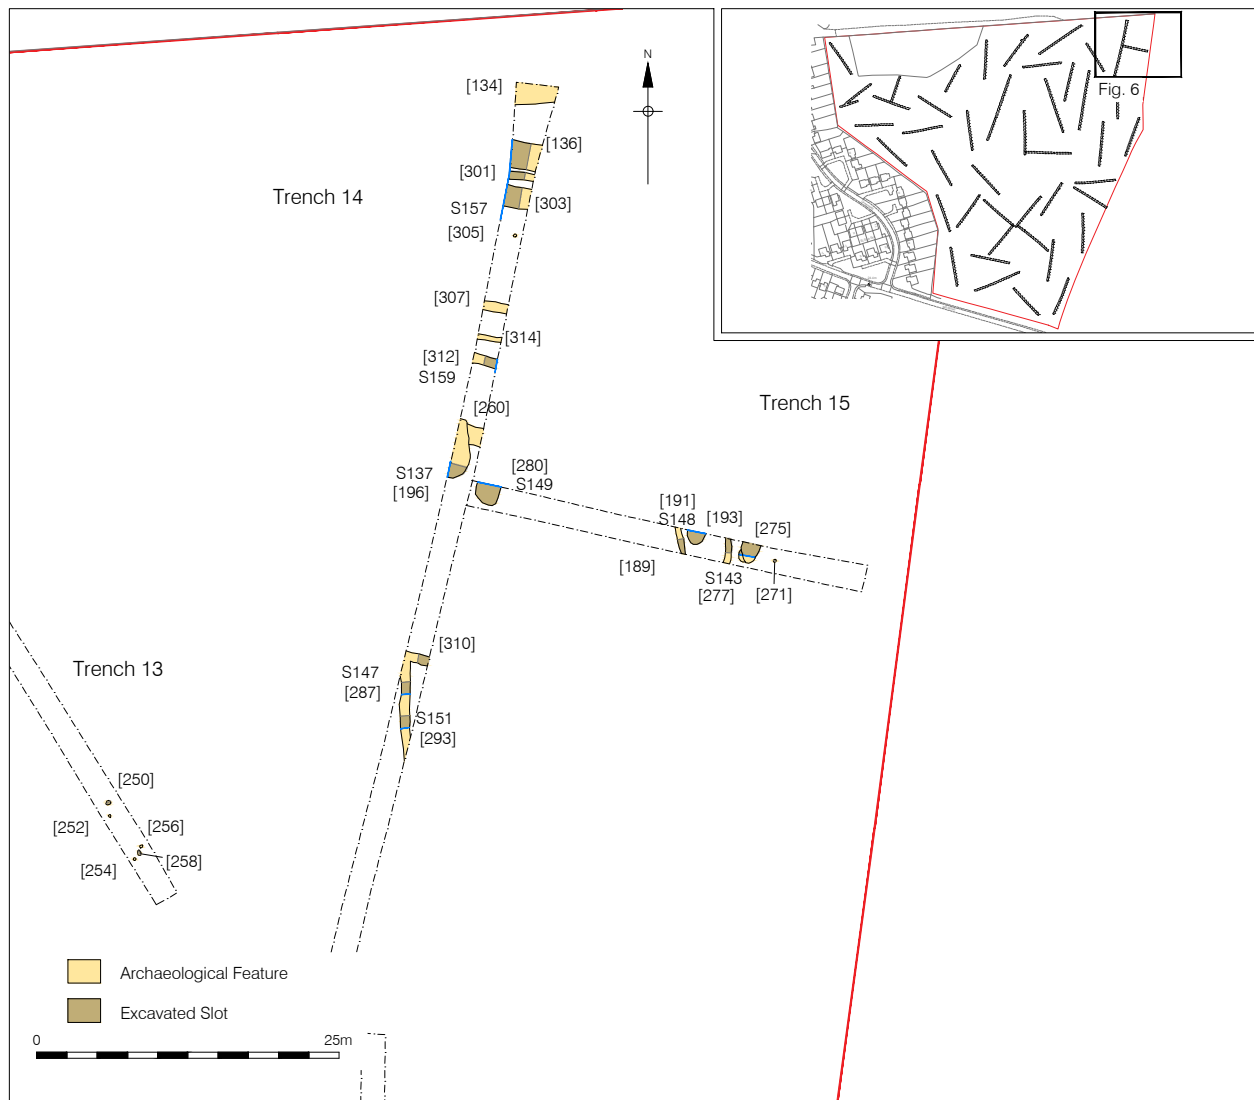 N
Fig. 6
[134]
[136]
[301]
Trench 14
S157
[303]
[305]
[307]
[314]
[312]
S159
[260]
Trench 15
S137
[196]
[280]
S149
[191]
S148
[193]
[275]
[189]
S143
[277]
[271]
[310]
Trench 13
S147
[287]
S151
[293]
[250]
[252]
[256]
[254]
[258]
Archaeological Feature
Excavated Slot
0 25m